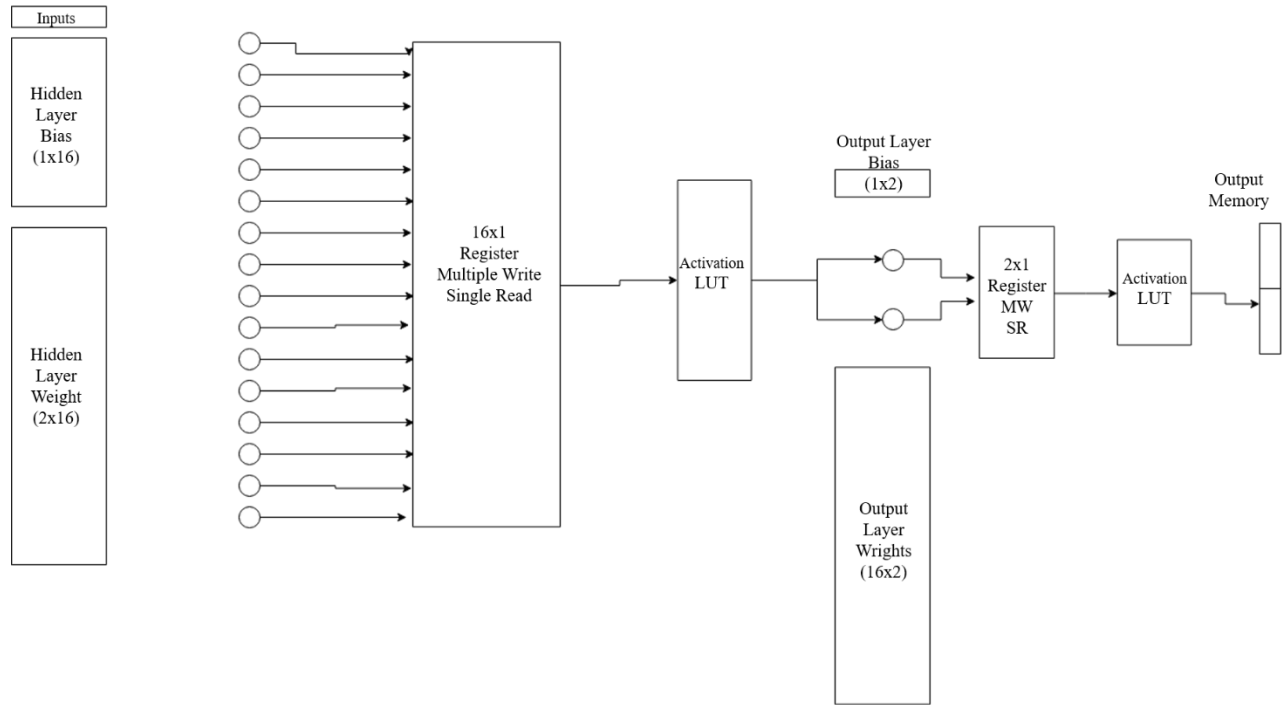 Inputs
Hidden
Layer
Bias
(1x16)
Hidden
Layer
Weight
(2x16)
16x1
Register
Multiple Write
Single Read
Activation
LUT
Output Layer
Bias
(1x2)
Output
Layer
Wrights
(16x2)
2x1
Register
MW
SR
Activation
LUT
Output
Memory